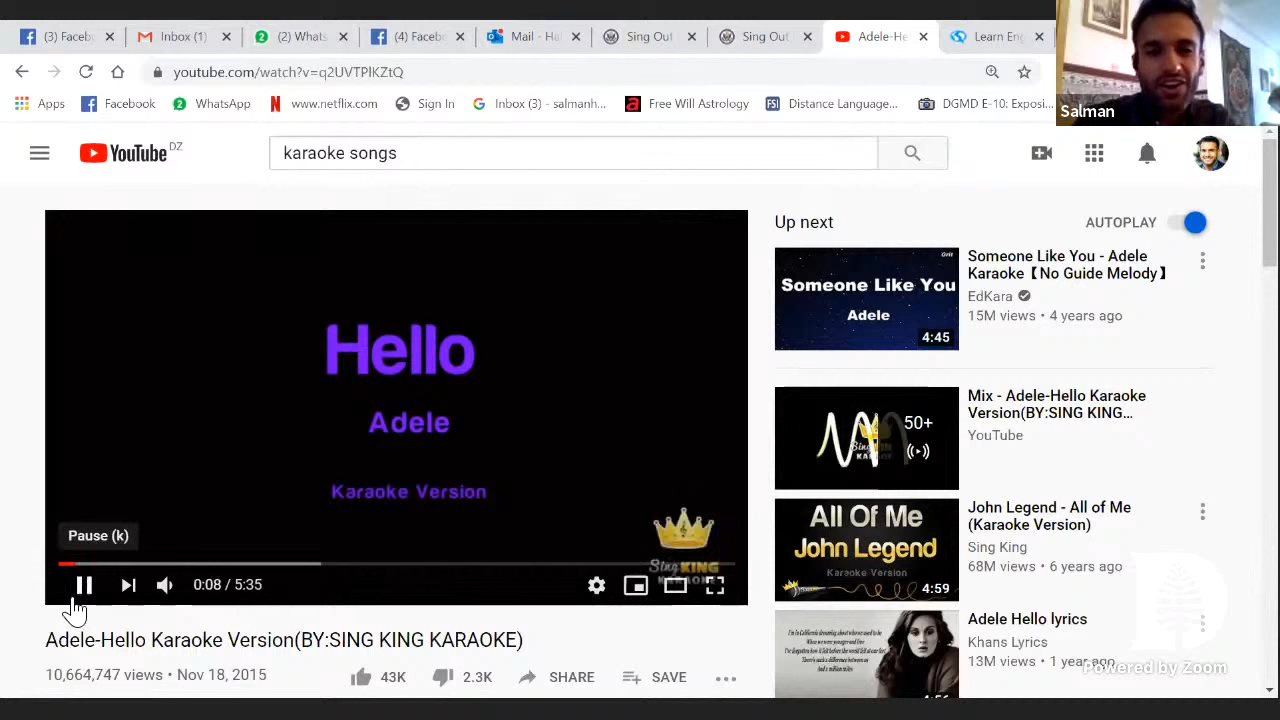 (3) Faceb
Inbox (1)
(2) Whats
(4) Facebo
Mail - Hal
Sing Out
Sing Out
Adele-He
Learn Eng
youtube.com/watch?v=q2UVTPlKZtQ
Apps
Facebook
WhatsApp
www.netflix.com
Sign In
Inbox (3) - salmanh...
Free Will Astrology
FSI Distance Language...
DGMD E-10: Exposi...
Salman
YouTube DZ
karaoke songs
Hello
Adele
Karaoke Version
Sing KING
KARAOKE
Pause (k)
0:08 / 5:35
Adele-Hello Karaoke Version(BY:SING KING KARAOKE)
Nov 18, 2015
43K
2.3K
SHARE
SAVE
Up next
AUTOPLAY
Someone Like You
Adele
4:45
Someone Like You - Adele
Karaoke【No Guide Melody】
EdKara
15M views • 4 years ago
50+
Mix - Adele-Hello Karaoke
Version(BY:SING KING...
YouTube
All Of Me
John Legend
Karaoke Version
4:59
John Legend - All of Me
(Karaoke Version)
Sing King
68M views • 6 years ago
Adele Hello lyrics
Khans Lyrics
13M views • 1 year ago
Powered by Zoom